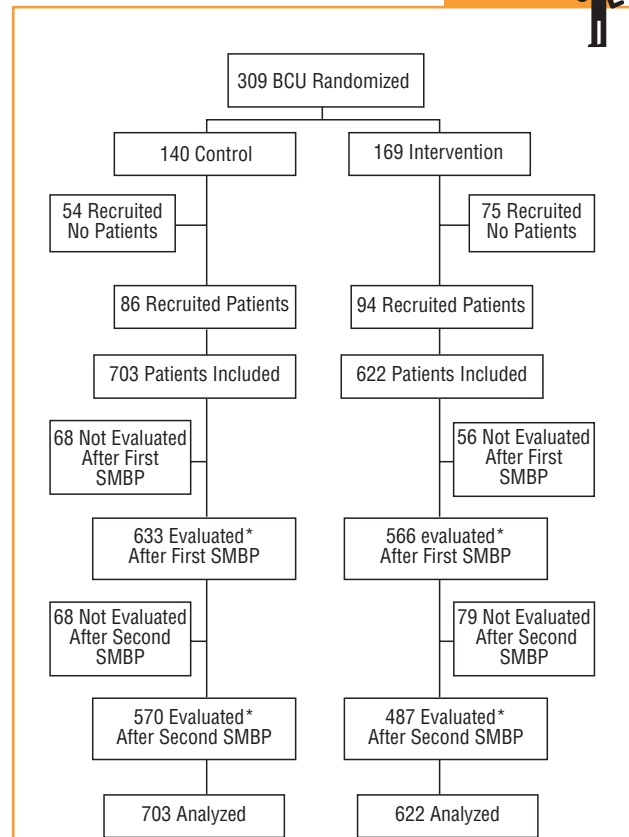 309 BCU Randomized
140 Control
169 Intervention
54 Recruited
No Patients
75 Recruited
No Patients
86 Recruited Patients
94 Recruited Patients
703 Patients Included
622 Patients Included
68 Not Evaluated
After First
SMBP
56 Not Evaluated
After First
SMBP
633 Evaluated*
After First SMBP
566 evaluated*
After First SMBP
68 Not Evaluated
After Second
SMBP
79 Not Evaluated
After Second
SMBP
570 Evaluated*
After Second SMBP
487 Evaluated*
After Second SMBP
703 Analyzed
622 Analyzed